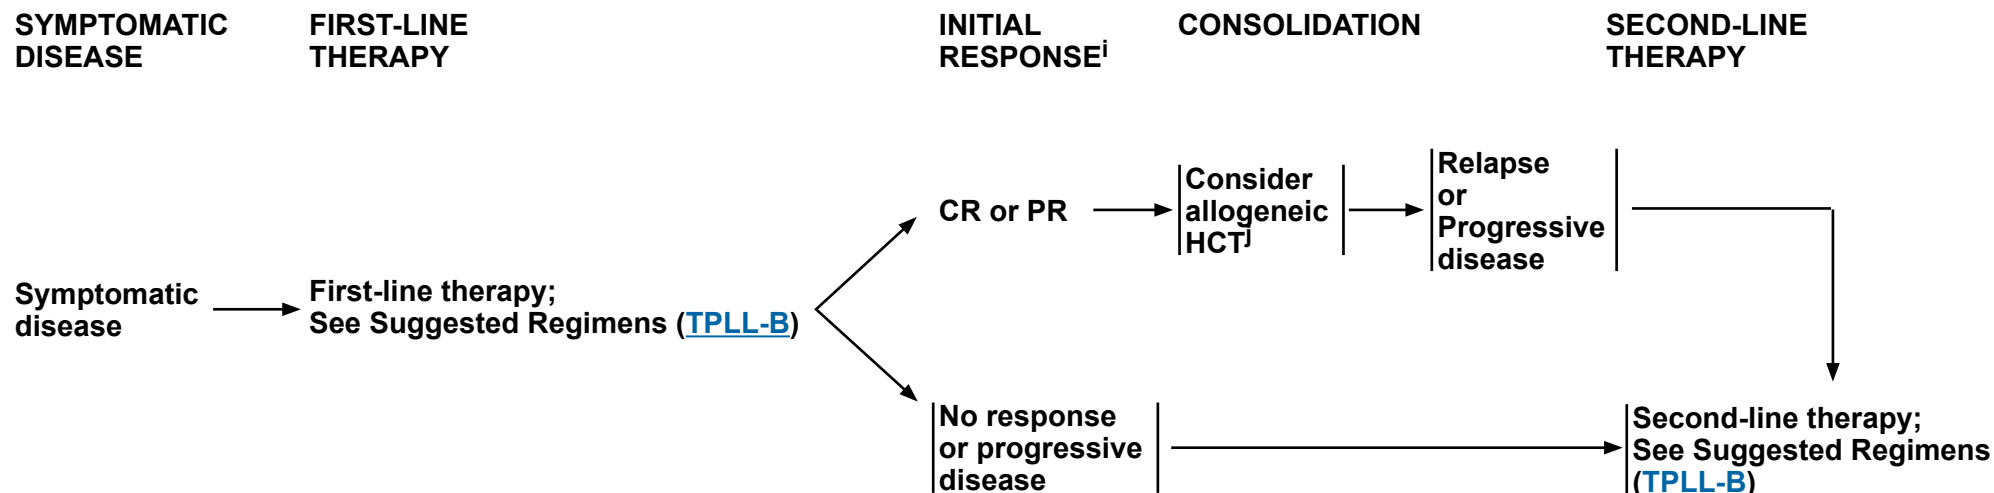 SYMPTOMATIC
DISEASE
FIRST-LINE
THERAPY
INITIAL
RESPONSEⁱ
CONSOLIDATION
SECOND-LINE
THERAPY
Symptomatic
disease
First-line therapy;
See Suggested Regimens (TPLL-B)
CR or PR
Consider
allogeneic
HCTʲ
Relapse
or
Progressive
disease
No response
or progressive
disease
Second-line therapy;
See Suggested Regimens
(TPLL-B)